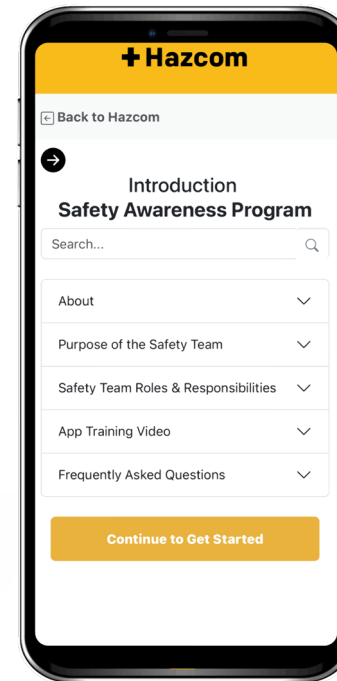 + Hazcom
Back to Hazcom
Introduction
Safety Awareness Program
Search...
About
Purpose of the Safety Team
Safety Team Roles & Responsibilities
App Training Video
Frequently Asked Questions
Continue to Get Started